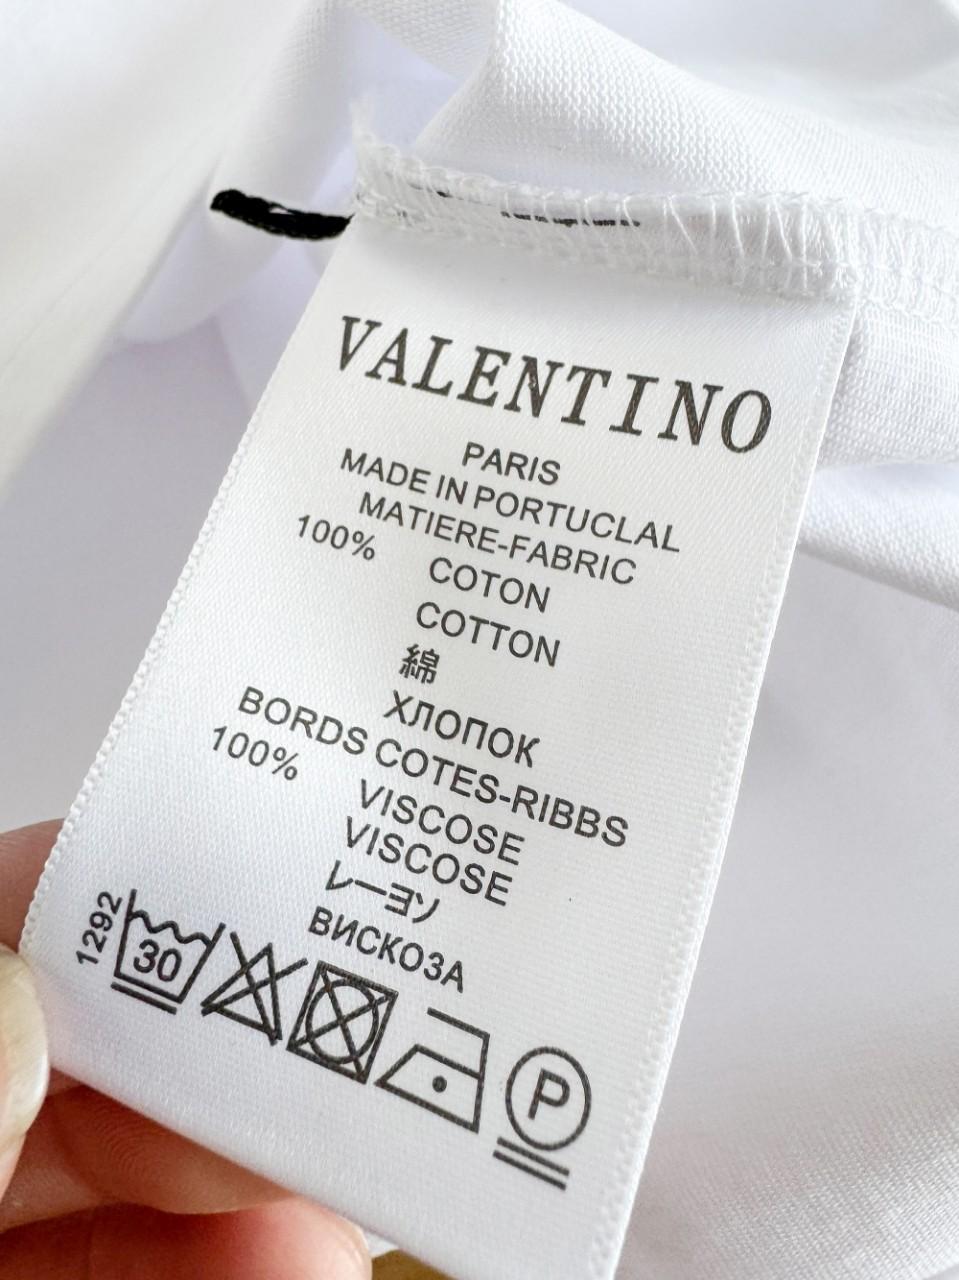 VALENTINO
PARIS
MADE IN PORTUCLAL
MATIERE-FABRIC
100% COTON
COTTON
綿
ХЛОПОК
BORDS COTES-RIBBS
100% VISCOSE
VISCOSE
レーヨン
ВИСКОЗА
1292
30
P